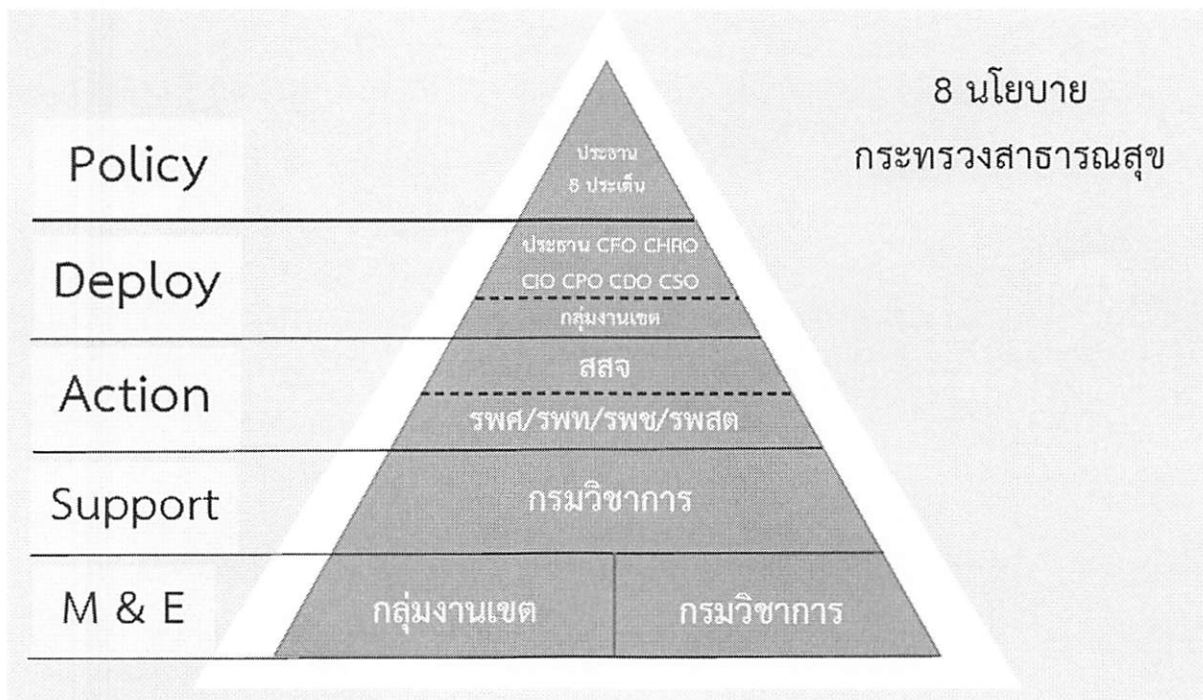 8 นโยบาย
กระทรวงสาธารณสุข
Policy
ประธาน
8 ประเด็น
Deploy
ประธาน CFO CHRO
CIO CPO CDO CSO
กลุ่มงานเขต
Action
สสจ
รพศ/รพท/รพช/รพสต
Support
กรมวิชาการ
M & E
กลุ่มงานเขต
กรมวิชาการ